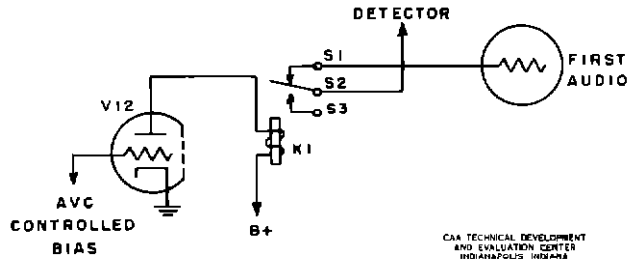 DETECTOR
S1
S2
S3
FIRST
AUDIO
V12
K1
AVC
CONTROLLED
BIAS
B+
CAA TECHNICAL DEVELOPMENT
AND EVALUATION CENTER
INDIANAPOLIS INDIANA